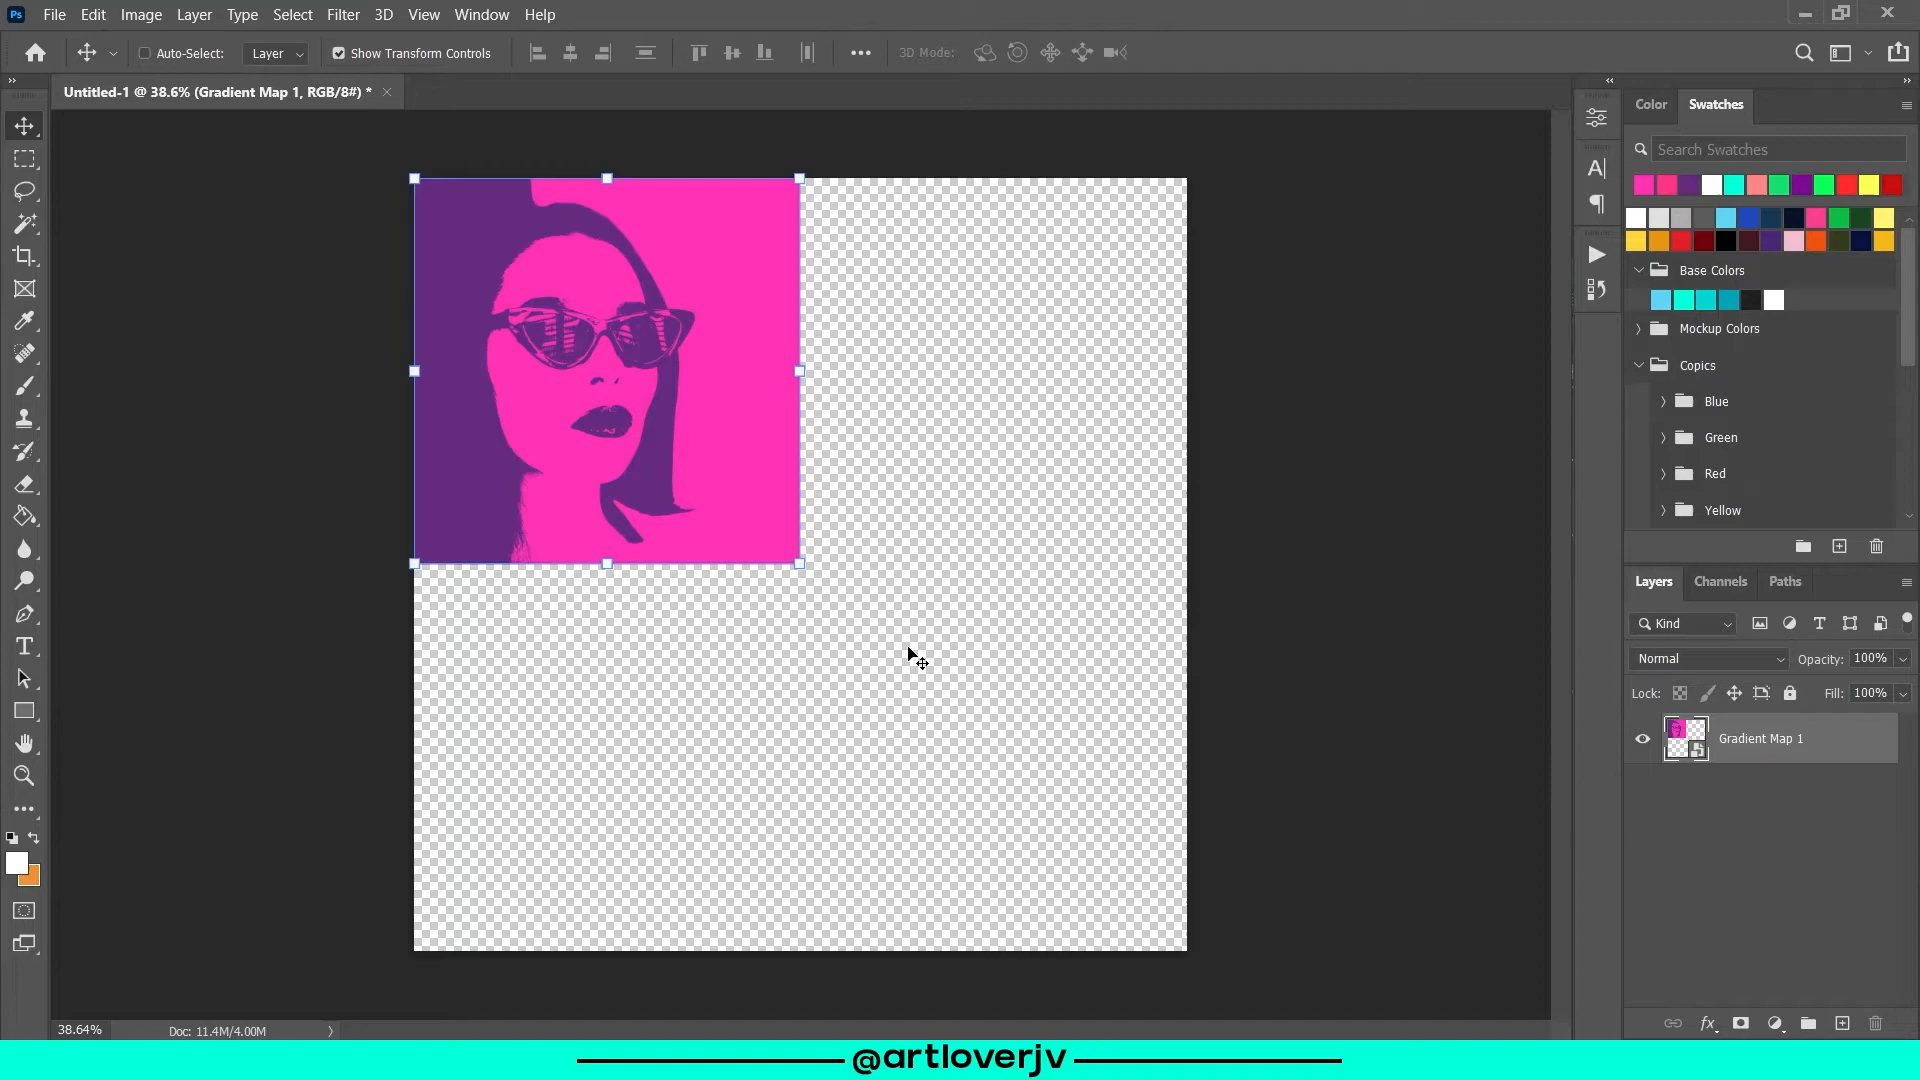 Ps File Edit Image Layer Type Select Filter 3D View Window Help
Auto-Select: Layer Show Transform Controls 3D Mode:
Untitled-1 @ 38.6% (Gradient Map 1, RGB/8#) *
Color Swatches
Search Swatches
Base Colors
Mockup Colors
Copics
Blue
Green
Red
Yellow
Layers Channels Paths
Kind
Normal Opacity: 100%
Lock: Fill: 100%
Gradient Map 1
fx
38.64% Doc: 11.4M/4.00M
@artloverjv